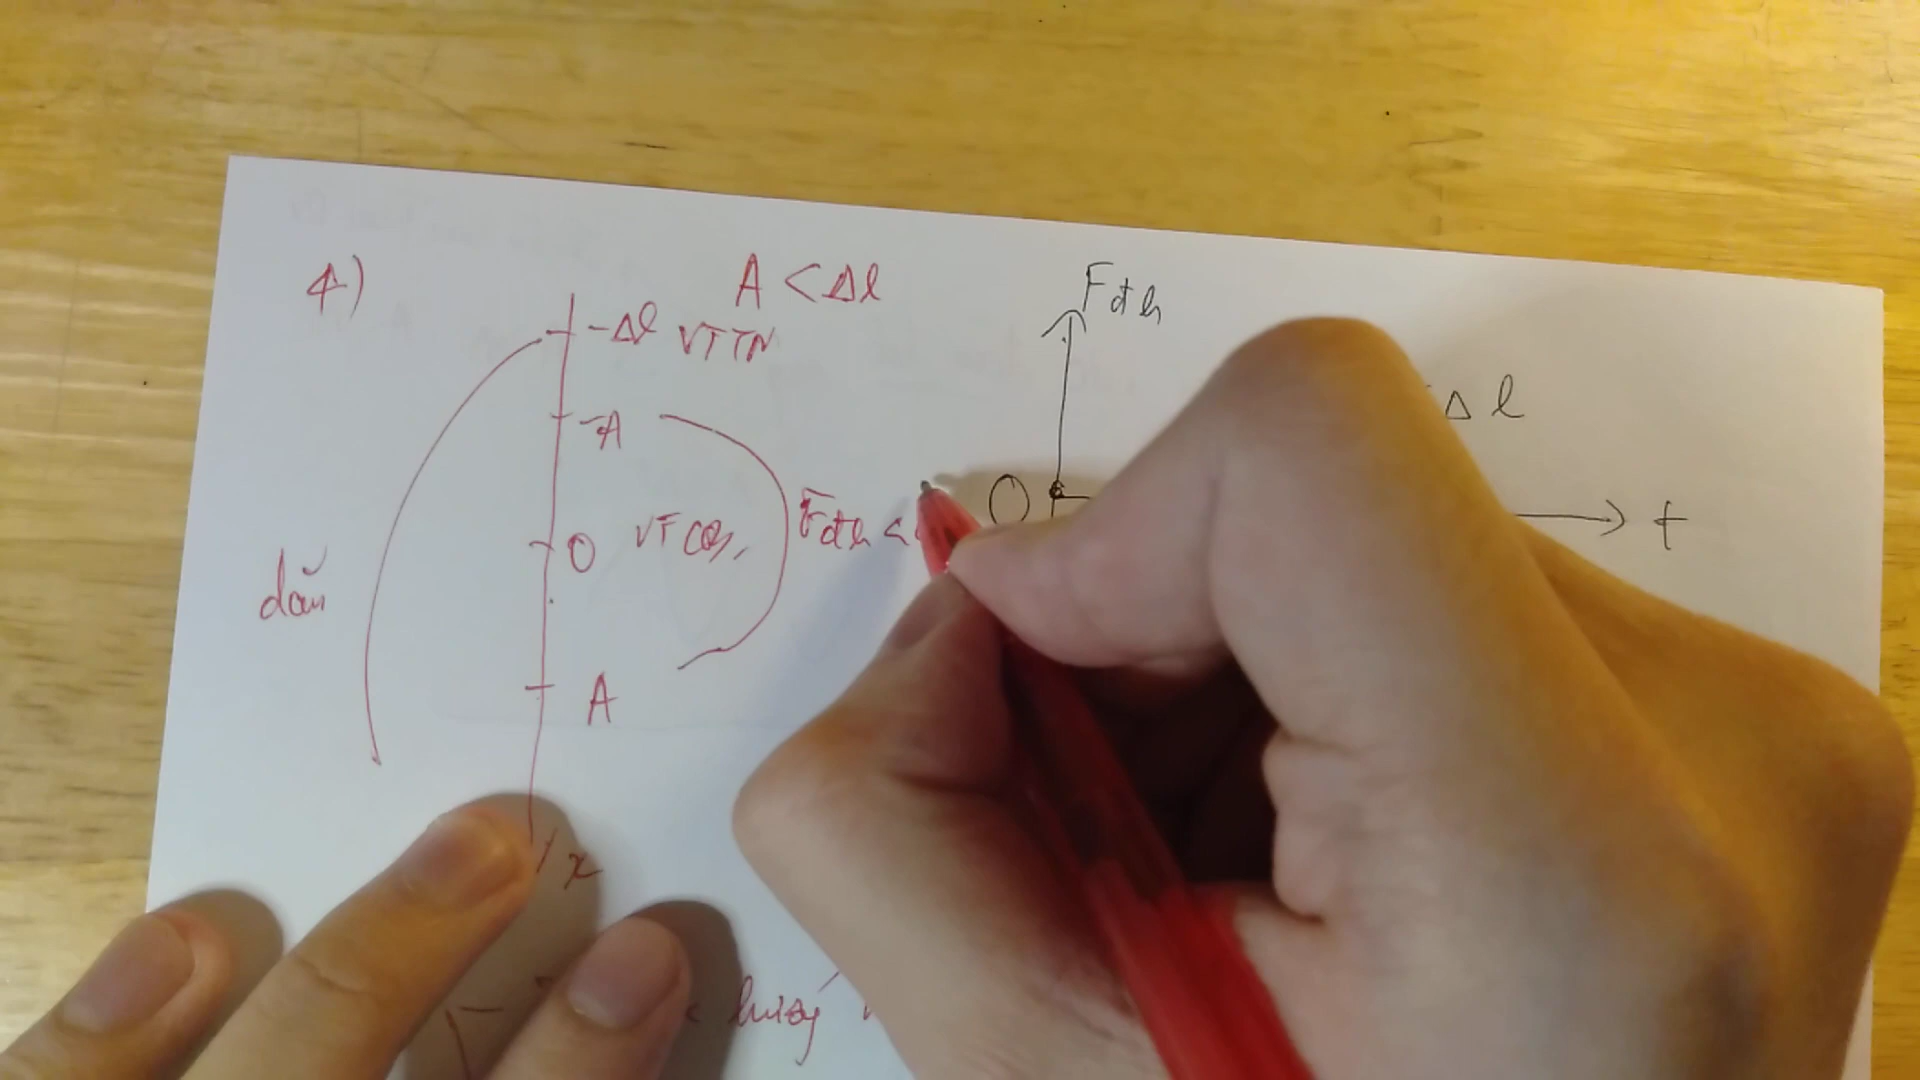 4)
A < Δl
-Δl VTTN
-A
O VTCB
Fđh <
dãn
A
x
Fđh
Δl
O
t